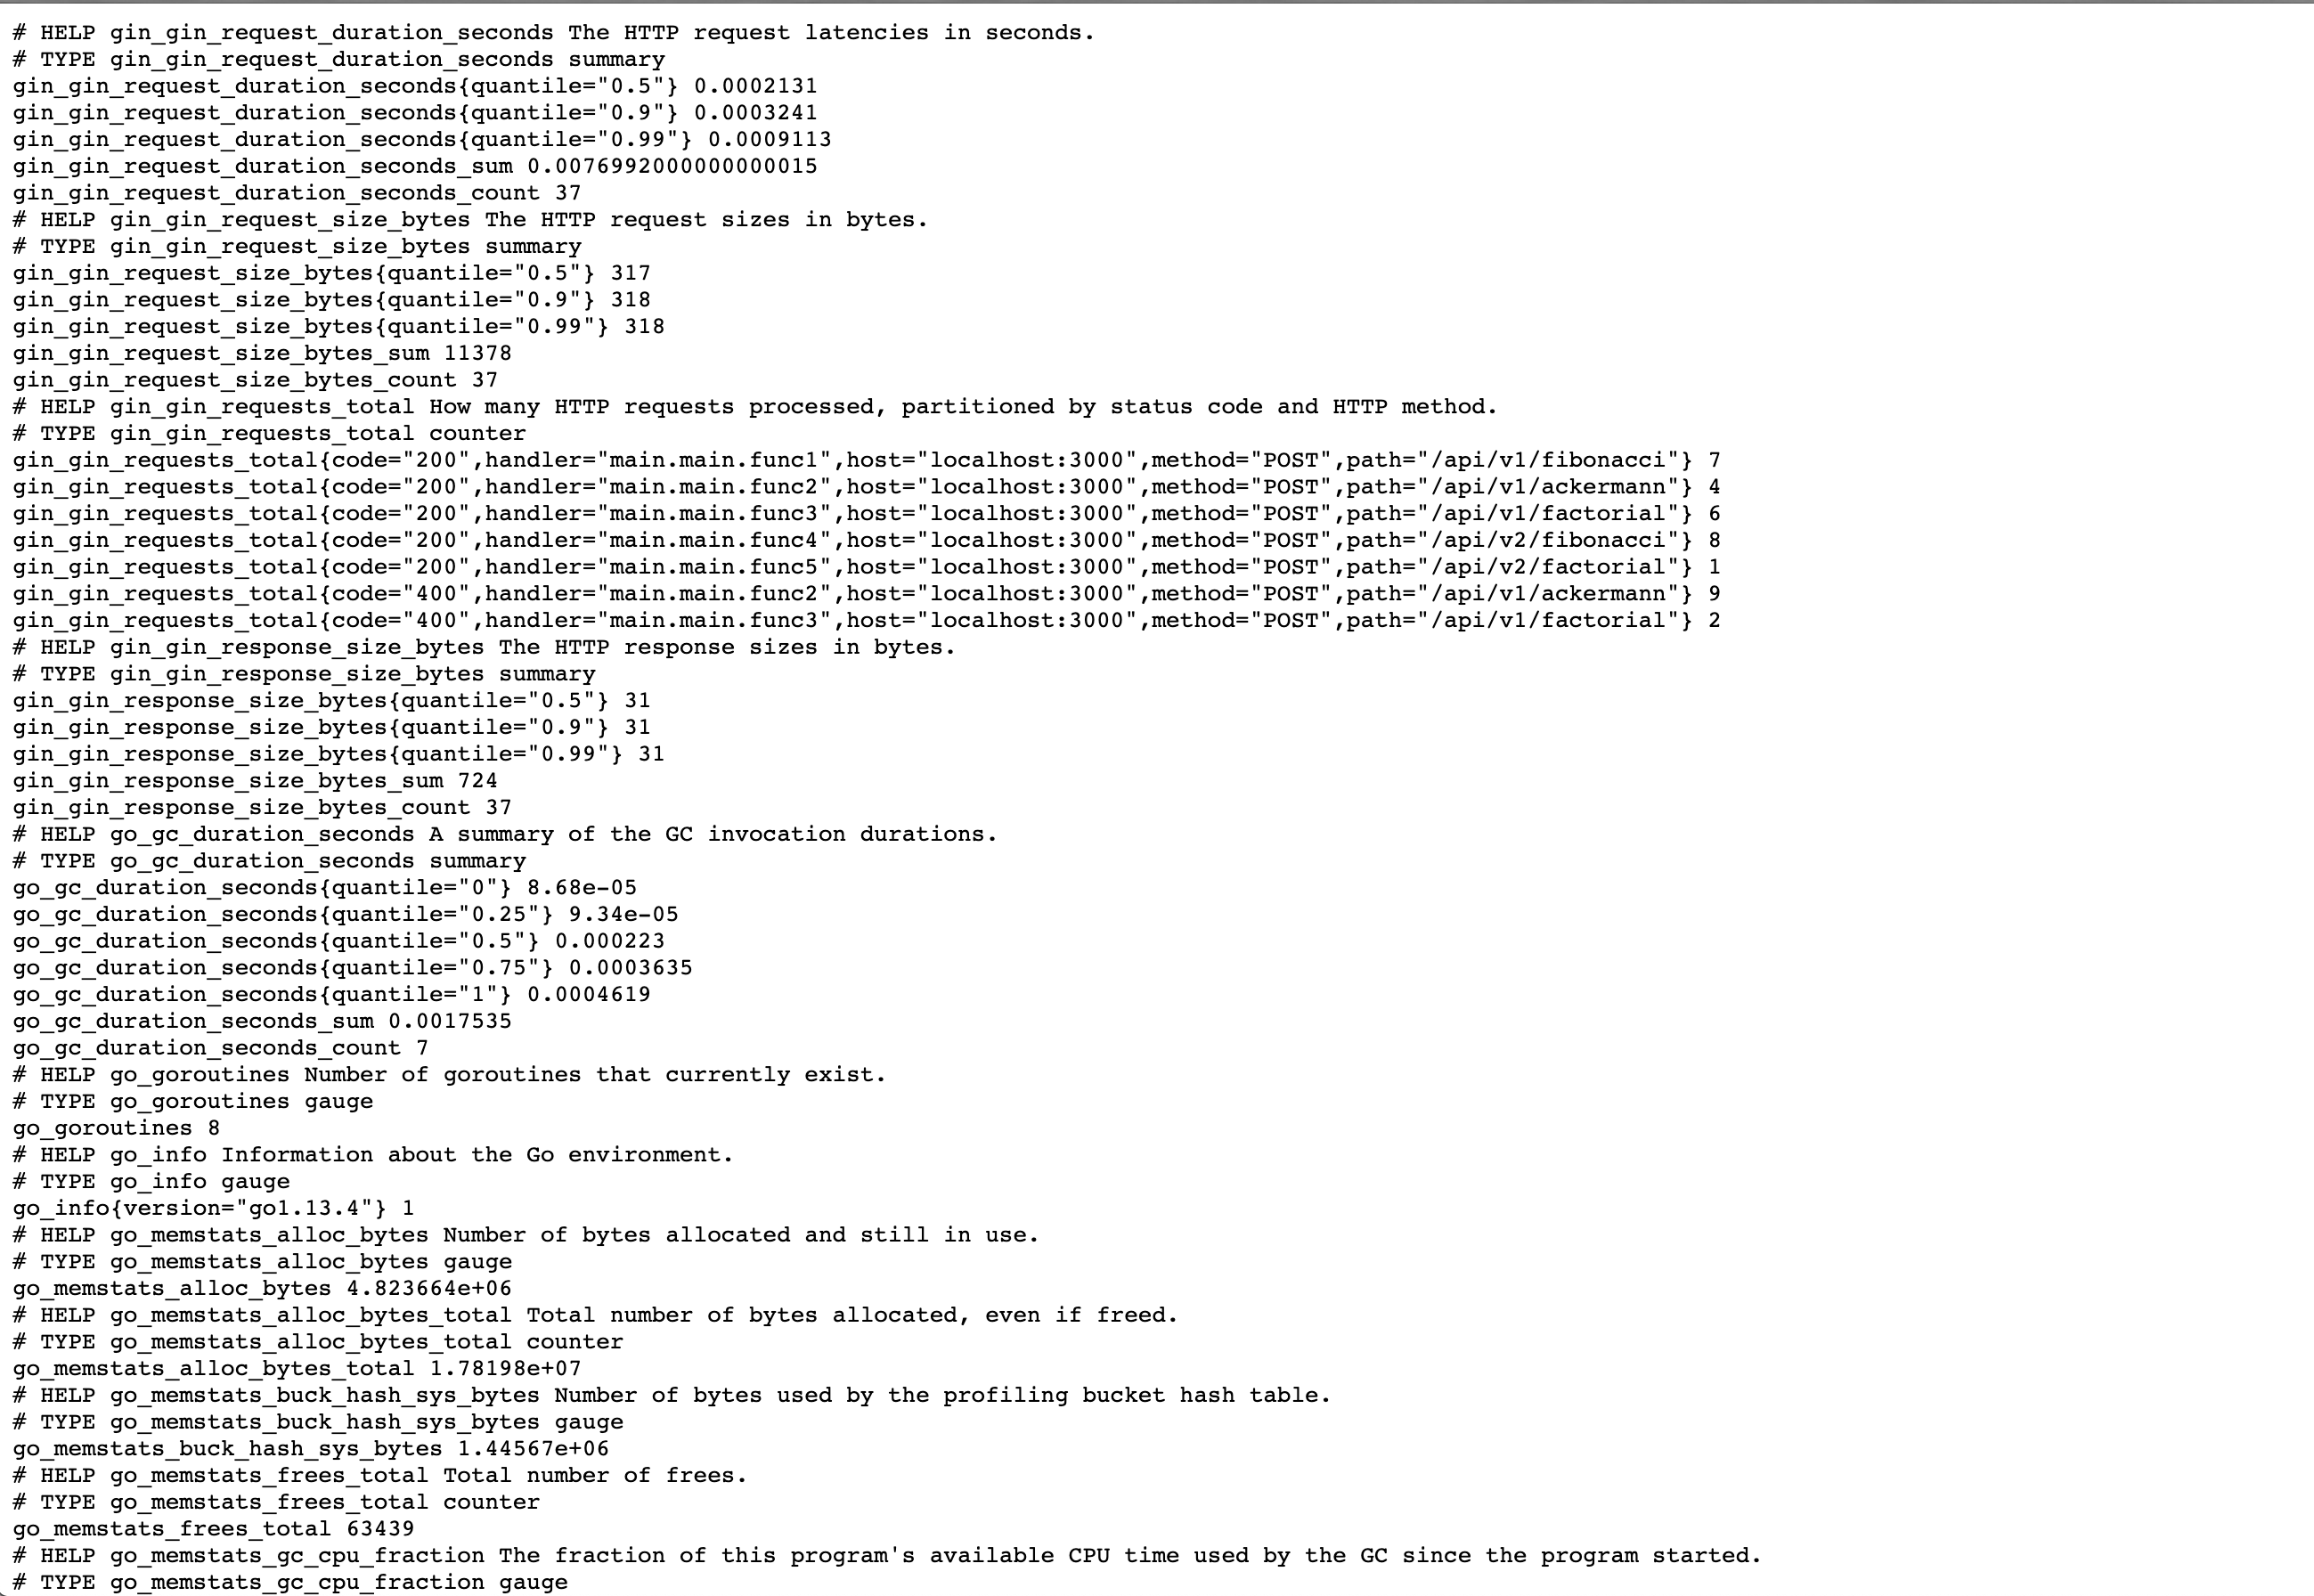 # HELP gin_gin_request_duration_seconds The HTTP request latencies in seconds.
# TYPE gin_gin_request_duration_seconds summary
gin_gin_request_duration_seconds{quantile="0.5"} 0.0002131
gin_gin_request_duration_seconds{quantile="0.9"} 0.0003241
gin_gin_request_duration_seconds{quantile="0.99"} 0.0009113
gin_gin_request_duration_seconds_sum 0.0076992000000000015
gin_gin_request_duration_seconds_count 37
# HELP gin_gin_request_size_bytes The HTTP request sizes in bytes.
# TYPE gin_gin_request_size_bytes summary
gin_gin_request_size_bytes{quantile="0.5"} 317
gin_gin_request_size_bytes{quantile="0.9"} 318
gin_gin_request_size_bytes{quantile="0.99"} 318
gin_gin_request_size_bytes_sum 11378
gin_gin_request_size_bytes_count 37
# HELP gin_gin_requests_total How many HTTP requests processed, partitioned by status code and HTTP method.
# TYPE gin_gin_requests_total counter
gin_gin_requests_total{code="200",handler="main.main.func1",host="localhost:3000",method="POST",path="/api/v1/fibonacci"} 7
gin_gin_requests_total{code="200",handler="main.main.func2",host="localhost:3000",method="POST",path="/api/v1/ackermann"} 4
gin_gin_requests_total{code="200",handler="main.main.func3",host="localhost:3000",method="POST",path="/api/v1/factorial"} 6
gin_gin_requests_total{code="200",handler="main.main.func4",host="localhost:3000",method="POST",path="/api/v2/fibonacci"} 8
gin_gin_requests_total{code="200",handler="main.main.func5",host="localhost:3000",method="POST",path="/api/v2/factorial"} 1
gin_gin_requests_total{code="400",handler="main.main.func2",host="localhost:3000",method="POST",path="/api/v1/ackermann"} 9
gin_gin_requests_total{code="400",handler="main.main.func3",host="localhost:3000",method="POST",path="/api/v1/factorial"} 2
# HELP gin_gin_response_size_bytes The HTTP response sizes in bytes.
# TYPE gin_gin_response_size_bytes summary
gin_gin_response_size_bytes{quantile="0.5"} 31
gin_gin_response_size_bytes{quantile="0.9"} 31
gin_gin_response_size_bytes{quantile="0.99"} 31
gin_gin_response_size_bytes_sum 724
gin_gin_response_size_bytes_count 37
# HELP go_gc_duration_seconds A summary of the GC invocation durations.
# TYPE go_gc_duration_seconds summary
go_gc_duration_seconds{quantile="0"} 8.68e-05
go_gc_duration_seconds{quantile="0.25"} 9.34e-05
go_gc_duration_seconds{quantile="0.5"} 0.000223
go_gc_duration_seconds{quantile="0.75"} 0.0003635
go_gc_duration_seconds{quantile="1"} 0.0004619
go_gc_duration_seconds_sum 0.0017535
go_gc_duration_seconds_count 7
# HELP go_goroutines Number of goroutines that currently exist.
# TYPE go_goroutines gauge
go_goroutines 8
# HELP go_info Information about the Go environment.
# TYPE go_info gauge
go_info{version="go1.13.4"} 1
# HELP go_memstats_alloc_bytes Number of bytes allocated and still in use.
# TYPE go_memstats_alloc_bytes gauge
go_memstats_alloc_bytes 4.823664e+06
# HELP go_memstats_alloc_bytes_total Total number of bytes allocated, even if freed.
# TYPE go_memstats_alloc_bytes_total counter
go_memstats_alloc_bytes_total 1.78198e+07
# HELP go_memstats_buck_hash_sys_bytes Number of bytes used by the profiling bucket hash table.
# TYPE go_memstats_buck_hash_sys_bytes gauge
go_memstats_buck_hash_sys_bytes 1.44567e+06
# HELP go_memstats_frees_total Total number of frees.
# TYPE go_memstats_frees_total counter
go_memstats_frees_total 63439
# HELP go_memstats_gc_cpu_fraction The fraction of this program's available CPU time used by the GC since the program started.
# TYPE go_memstats_gc_cpu_fraction gauge